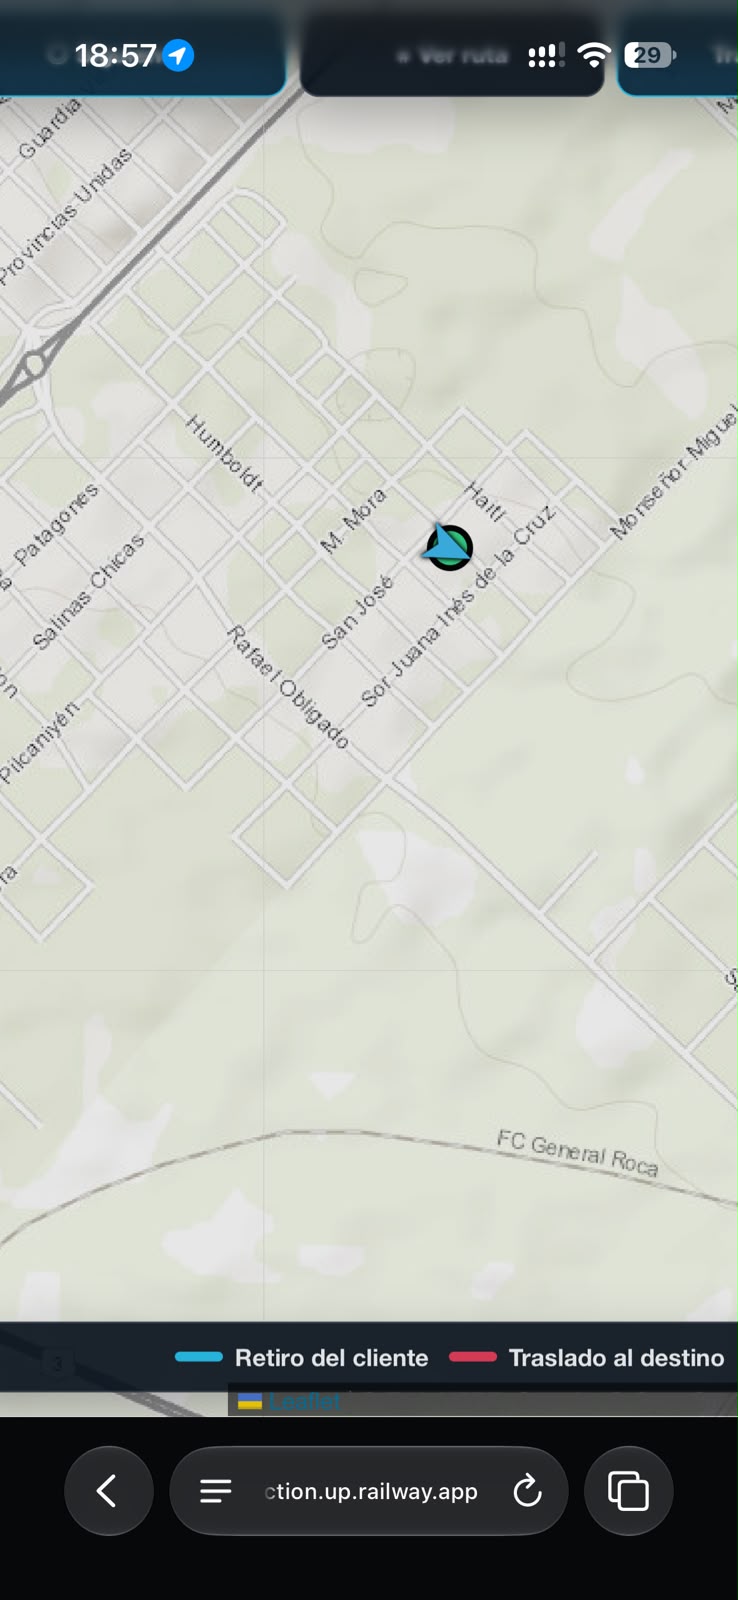 18:57
29
Ver ruta
Guardia
Provincias Unidas
Humboldt
Patagones
M. Mora
Haití
Monseñor Miguel
Salinas Chicas
San José
Sor Juana Inés de la Cruz
Rafael Obligado
Pilcaniyén
FC General Roca
3
Retiro del cliente
Traslado al destino
Leaflet
ction.up.railway.app